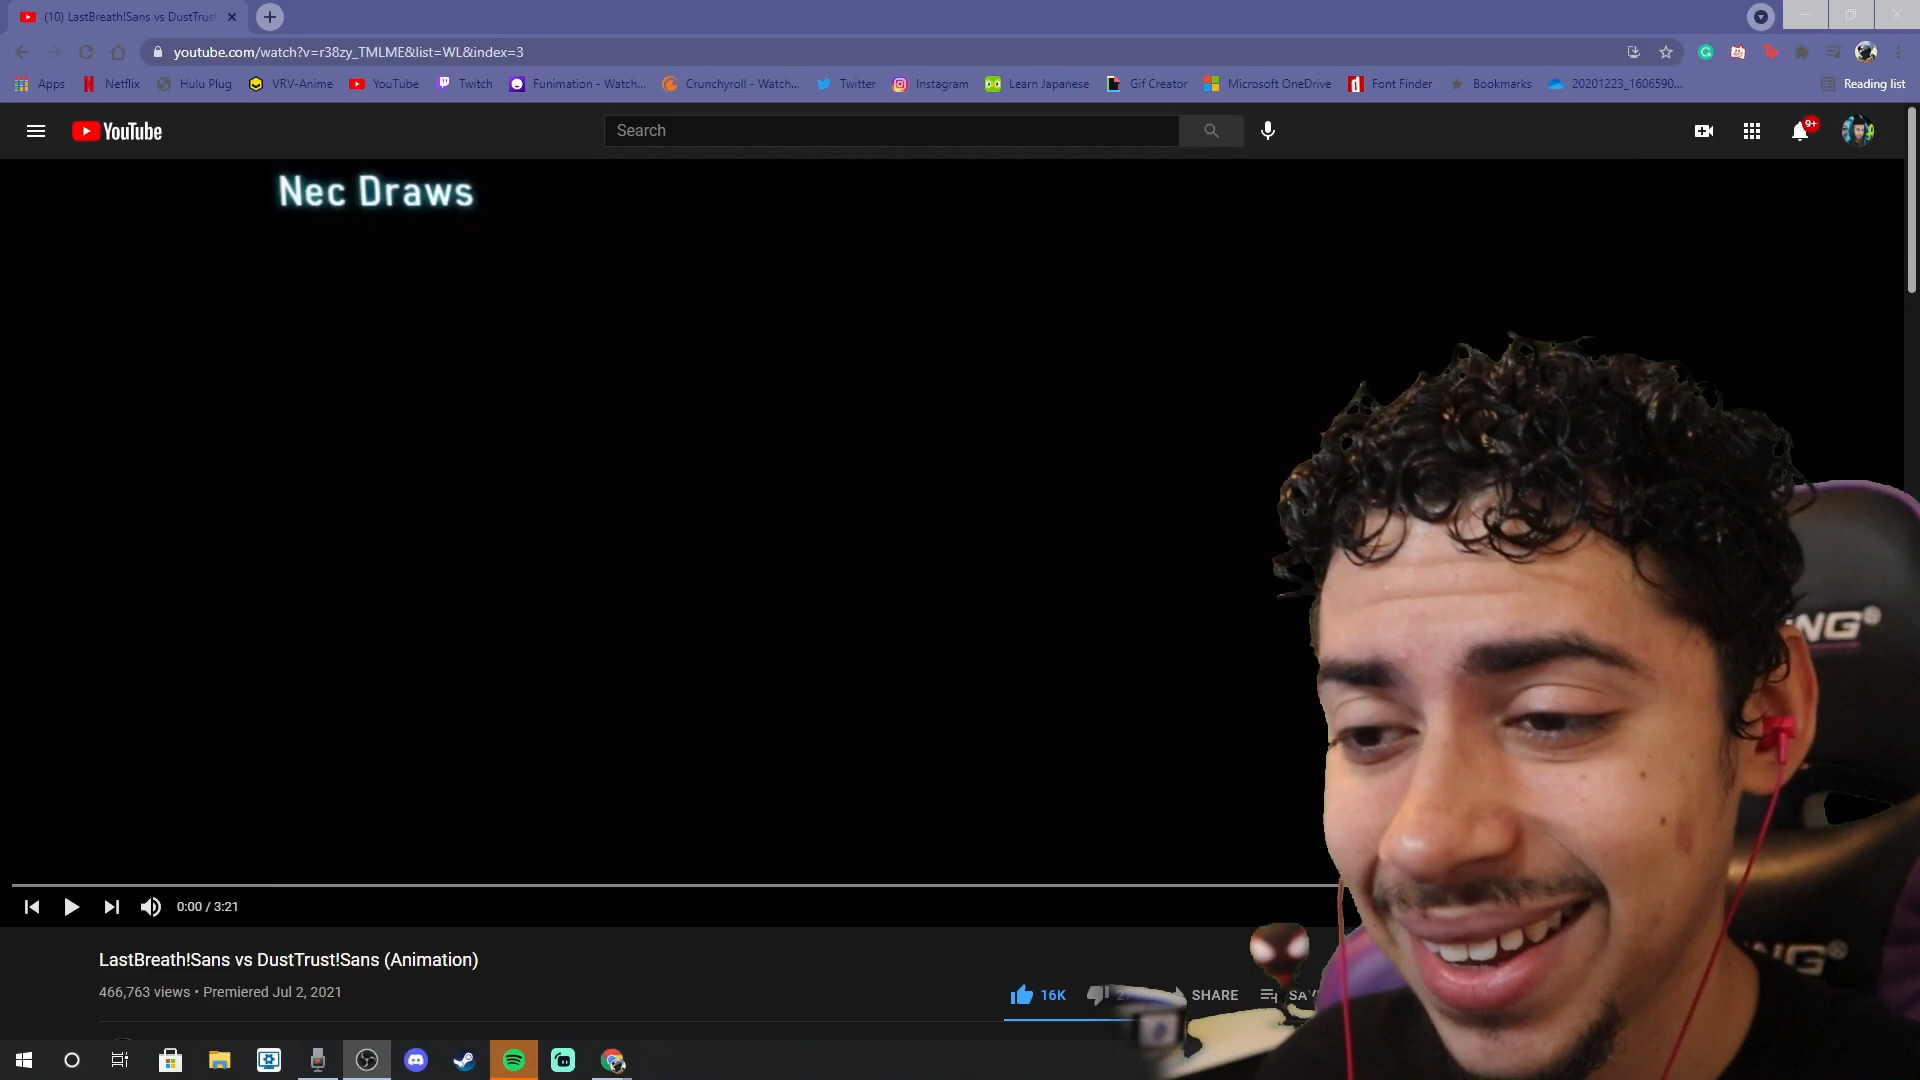 (10) LastBreath!Sans vs DustTrust
youtube.com/watch?v=r38zy_TMLME&list=WL&index=3
Apps Netflix Hulu Plug VRV-Anime YouTube Twitch Funimation - Watch... Crunchyroll - Watch... Twitter Instagram Learn Japanese Gif Creator Microsoft OneDrive Font Finder Bookmarks 20201223_1606590... Reading list
YouTube Search 9+
Nec Draws
NG®
0:00 / 3:21
LastBreath!Sans vs DustTrust!Sans (Animation)
NG®
466,763 views • Premiered Jul 2, 2021
16K SHARE